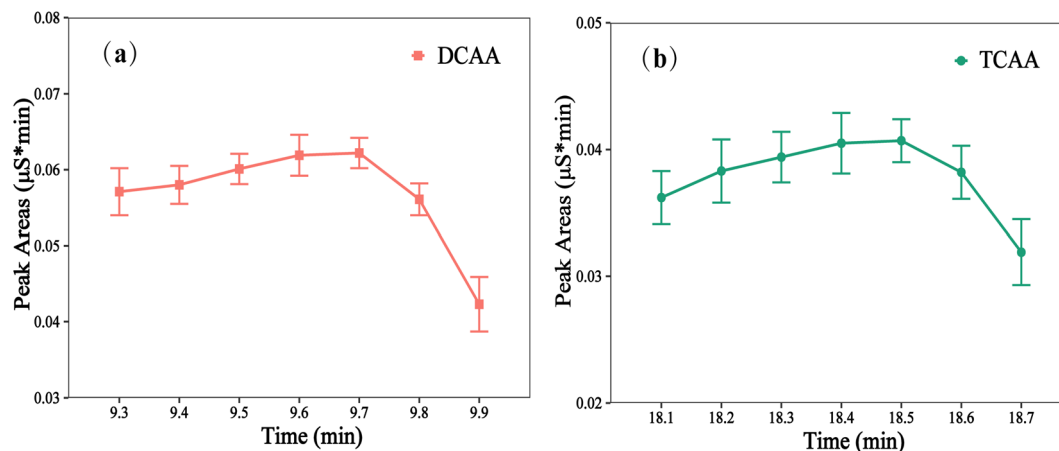 (a)
DCAA
Peak Areas (μS*min)
0.08
0.07
0.06
0.05
0.04
0.03
9.3 9.4 9.5 9.6 9.7 9.8 9.9
Time (min)
(b)
TCAA
Peak Areas (μS*min)
0.05
0.04
0.03
0.02
18.1 18.2 18.3 18.4 18.5 18.6 18.7
Time (min)